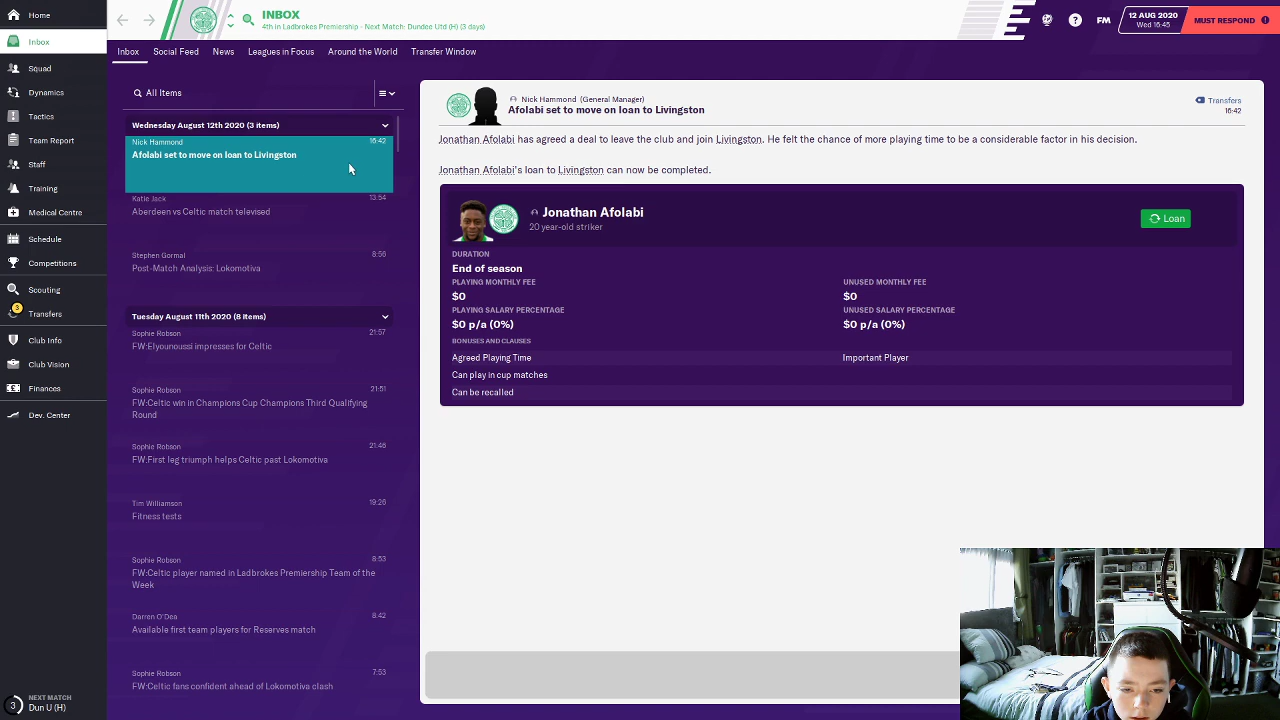 INBOX
4th in Ladbrokes Premiership - Next Match: Dundee Utd (H) (3 days)
FM
12 AUG 2020
Wed 16:45
MUST RESPOND
Inbox
Social Feed
News
Leagues in Focus
Around the World
Transfer Window
Inbox
Squad
Dynamics
Tactics
Team Report
Staff
Training
Medical Centre
Schedule
Competitions
Scouting
3
Transfers
Club Info
Club Vision
Finances
Dev. Center
NEXT MATCH
3
Dun U (H)
All Items
Wednesday August 12th 2020 (3 items)
Nick Hammond
16:42
Afolabi set to move on loan to Livingston
Katie Jack
13:54
Aberdeen vs Celtic match televised
Stephen Gormal
8:56
Post-Match Analysis: Lokomotiva
Tuesday August 11th 2020 (8 items)
Sophie Robson
21:57
FW:Elyounoussi impresses for Celtic
Sophie Robson
21:51
FW:Celtic win in Champions Cup Champions Third Qualifying
Round
Sophie Robson
21:46
FW:First leg triumph helps Celtic past Lokomotiva
Tim Williamson
19:26
Fitness tests
Sophie Robson
8:53
FW:Celtic player named in Ladbrokes Premiership Team of the
Week
Darren O'Dea
8:42
Available first team players for Reserves match
Sophie Robson
7:53
FW:Celtic fans confident ahead of Lokomotiva clash
Nick Hammond (General Manager)
Afolabi set to move on loan to Livingston
Transfers
16:42
Jonathan Afolabi has agreed a deal to leave the club and join Livingston. He felt the chance of more playing time to be a considerable factor in his decision.
Jonathan Afolabi's loan to Livingston can now be completed.
Jonathan Afolabi
20 year-old striker
Loan
DURATION
End of season
PLAYING MONTHLY FEE
UNUSED MONTHLY FEE
$0
$0
PLAYING SALARY PERCENTAGE
UNUSED SALARY PERCENTAGE
$0 p/a (0%)
$0 p/a (0%)
BONUSES AND CLAUSES
Agreed Playing Time
Important Player
Can play in cup matches
Can be recalled